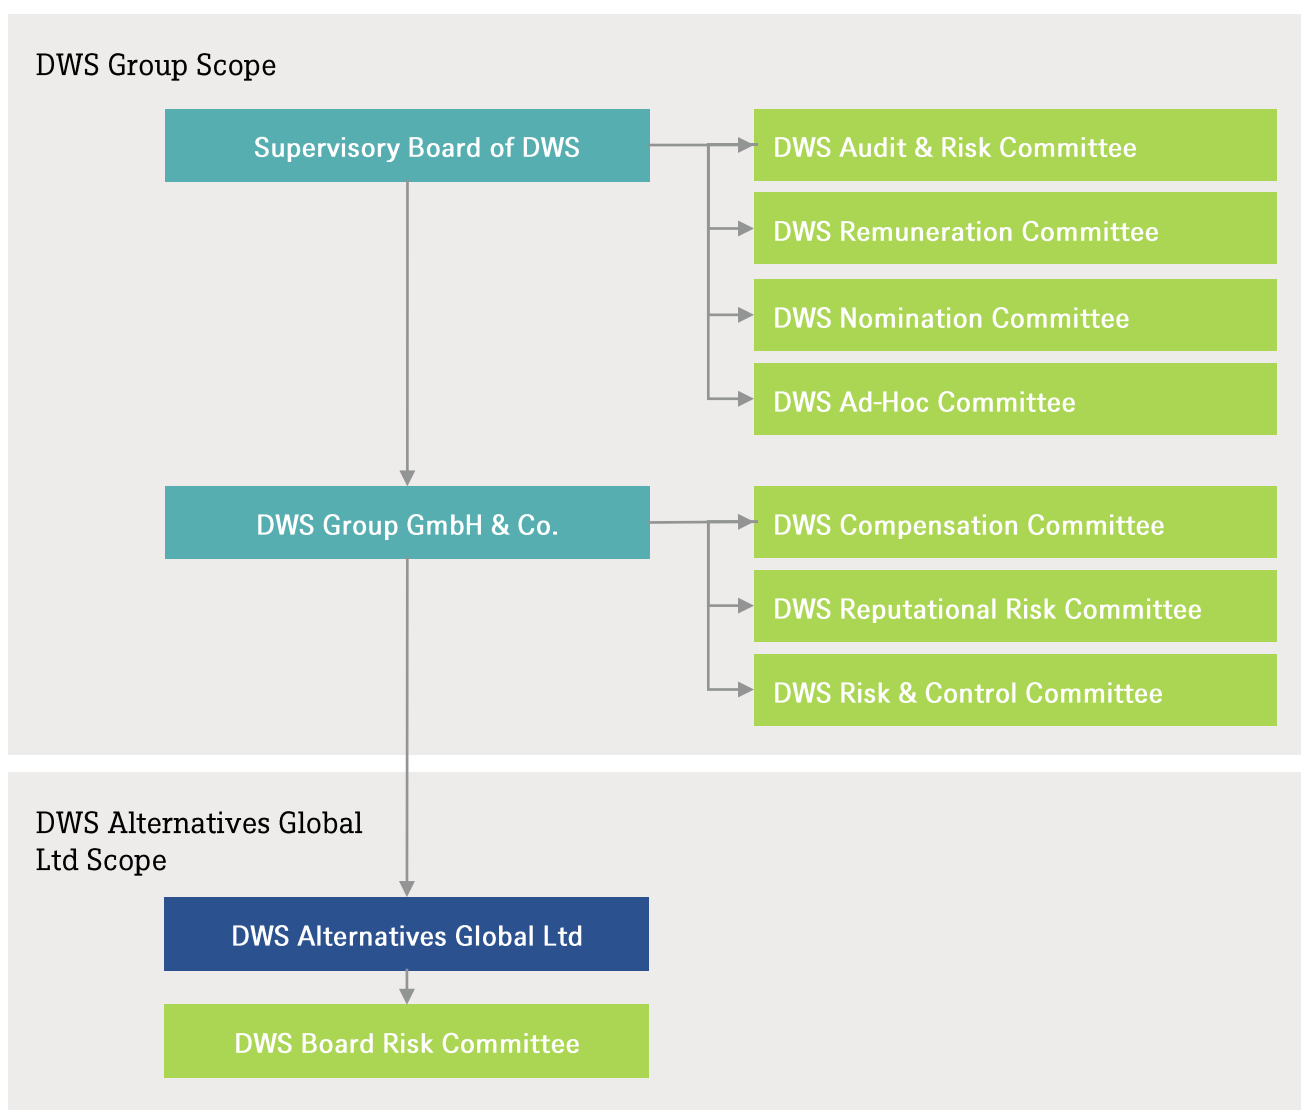 DWS Group Scope
Supervisory Board of DWS
DWS Audit & Risk Committee
DWS Remuneration Committee
DWS Nomination Committee
DWS Ad-Hoc Committee
DWS Group GmbH & Co.
DWS Compensation Committee
DWS Reputational Risk Committee
DWS Risk & Control Committee
DWS Alternatives Global
Ltd Scope
DWS Alternatives Global Ltd
DWS Board Risk Committee